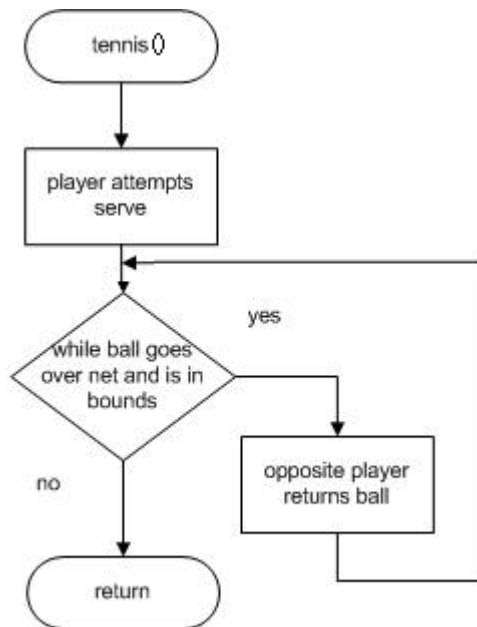 tennis()
player attempts
serve
yes
while ball goes
over net and is in
bounds
opposite player
returns ball
no
return